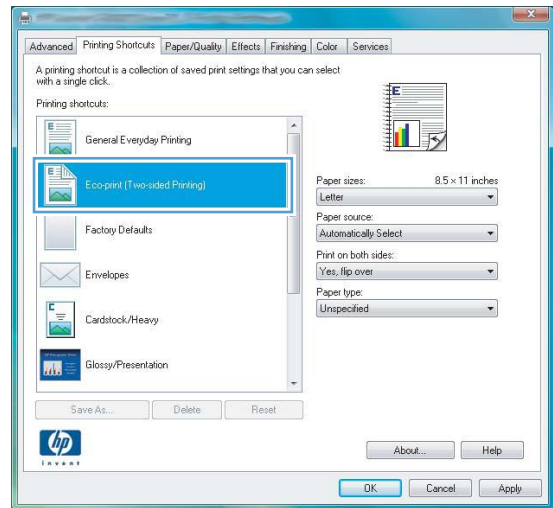 Advanced
Printing Shortcuts
Paper/Quality
Effects
Finishing
Color
Services
A printing shortcut is a collection of saved print settings that you can select
with a single click.
Printing shortcuts:
E
General Everyday Printing
E
Eco-print (Two-sided Printing)
Factory Defaults
Envelopes
C
Cardstock/Heavy
Glossy/Presentation
E
Paper sizes:
8.5 × 11 inches
Letter
Paper source:
Automatically Select
Print on both sides:
Yes, flip over
Paper type:
Unspecified
Save As...
Delete
Reset
hp
invent
About...
Help
OK
Cancel
Apply